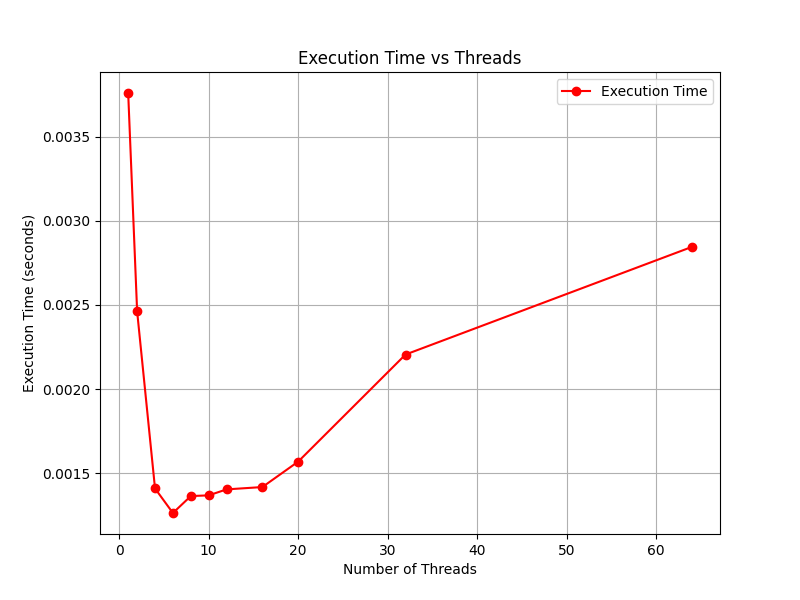 Execution Time vs Threads
Execution Time
0.0035
0.0030
0.0025
0.0020
0.0015
Execution Time (seconds)
0 10 20 30 40 50 60
Number of Threads